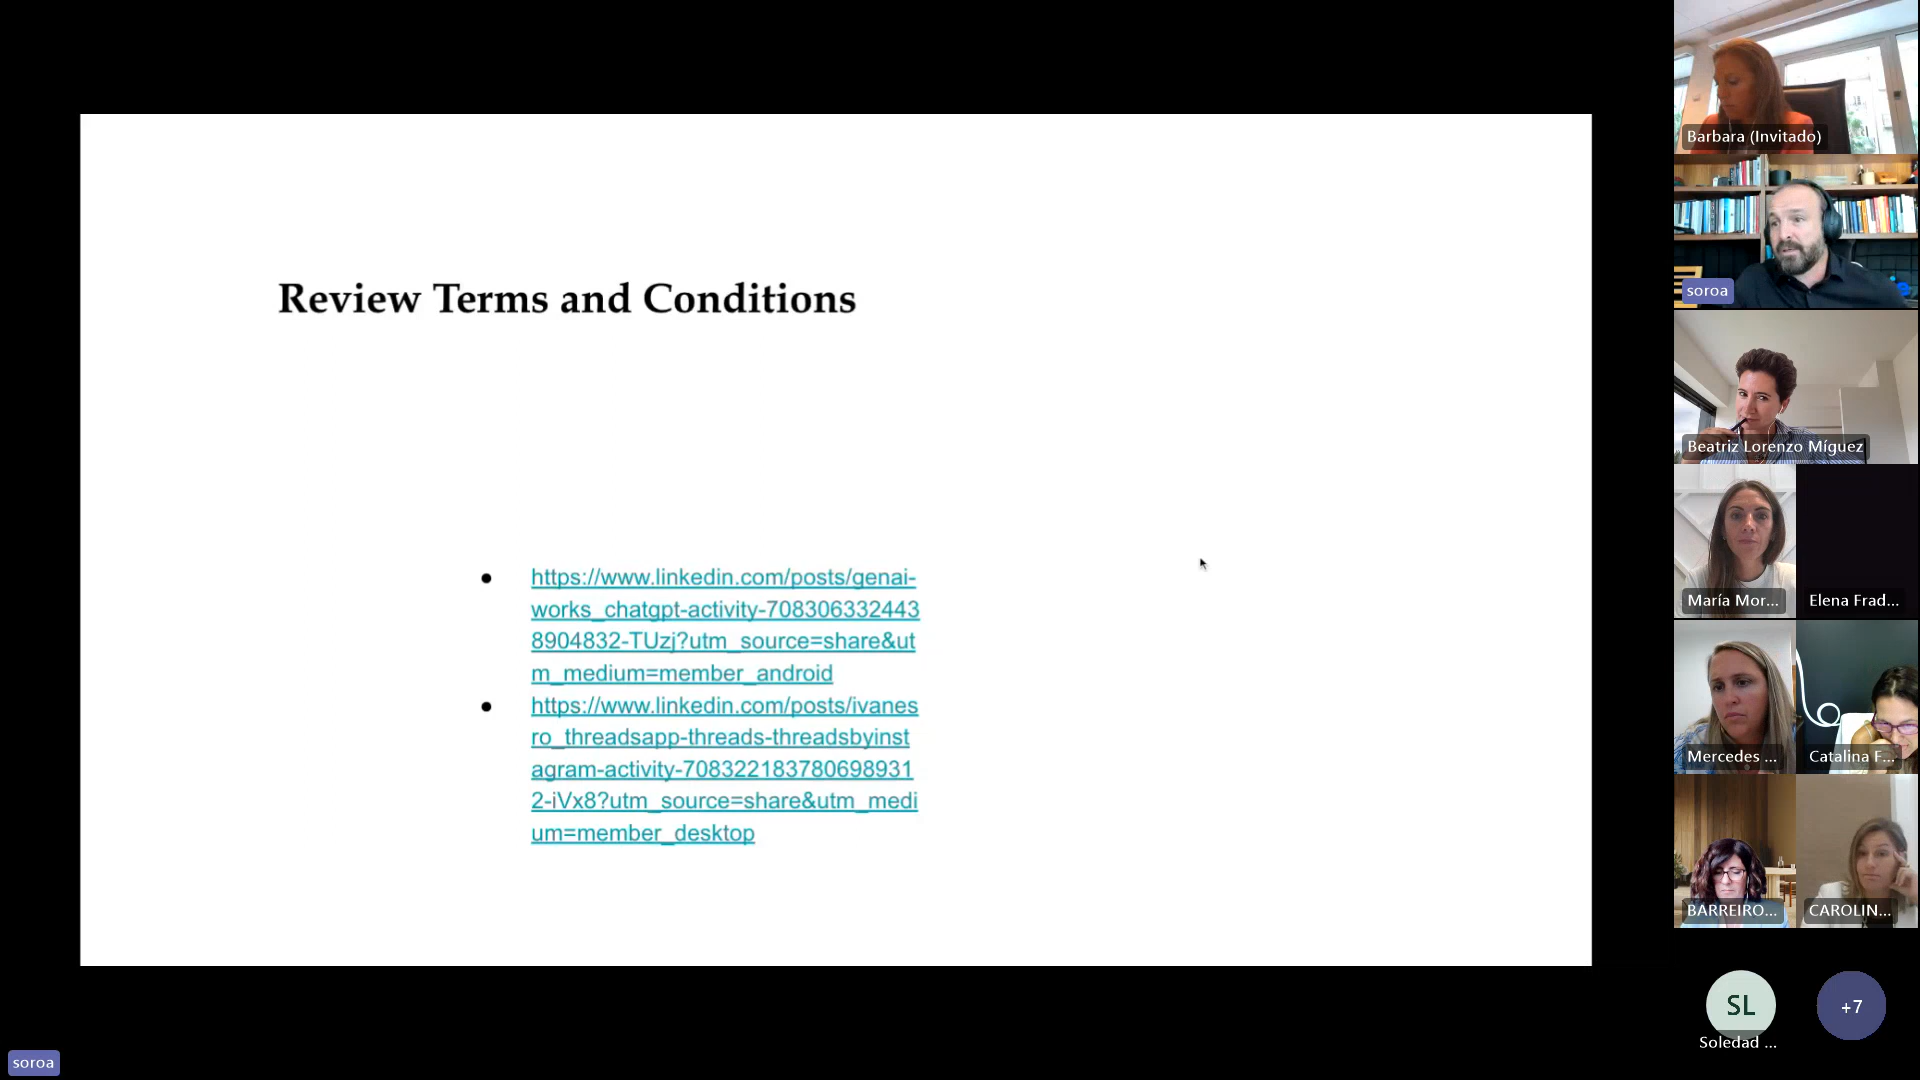 Review Terms and Conditions
https://www.linkedin.com/posts/genai-
works_chatgpt-activity-708306332443
8904832-TUzj?utm_source=share&ut
m_medium=member_android
https://www.linkedin.com/posts/ivanes
ro_threadsapp-threads-threadsbyinst
agram-activity-708322183780698931
2-iVx8?utm_source=share&utm_medi
um=member_desktop
Barbara (Invitado)
soroa
Beatriz Lorenzo Míguez
María Mor...
Elena Frad...
Mercedes ...
Catalina F...
BARREIRO...
CAROLIN...
SL
Soledad ...
+7
soroa